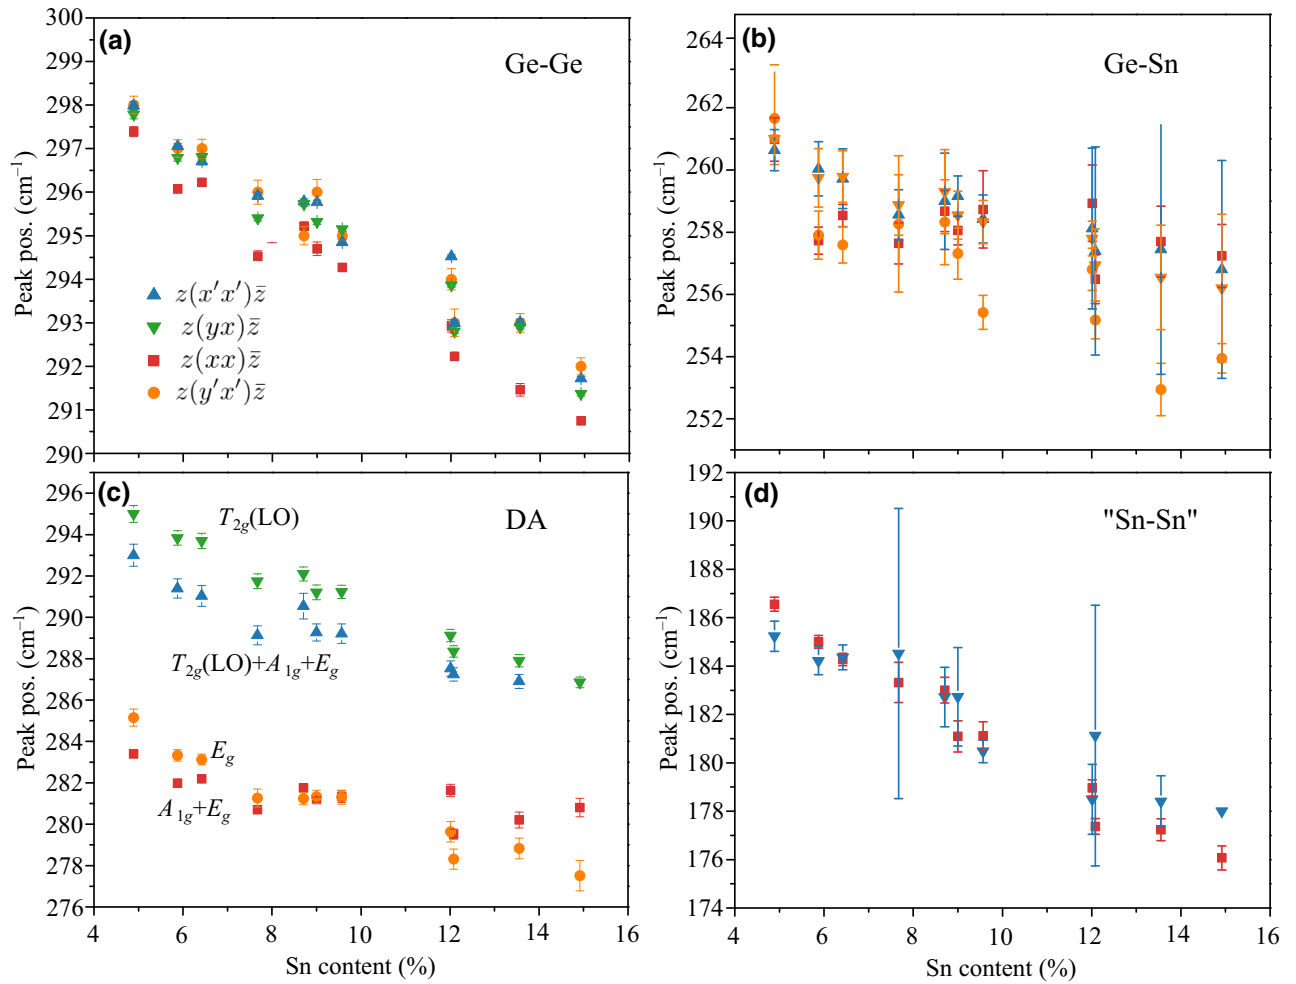 (a)
Ge-Ge
300
299
298
297
296
295
294
293
292
291
290
Peak pos. (cm⁻¹)
z(x′x′)z̄
z(yx)z̄
z(xx)z̄
z(y′x′)z̄
(b)
Ge-Sn
264
262
260
258
256
254
252
Peak pos. (cm⁻¹)
(c)
DA
T₂g(LO)
T₂g(LO)+A₁g+Eg
Eg
A₁g+Eg
296
294
292
290
288
286
284
282
280
278
276
Peak pos. (cm⁻¹)
4 6 8 10 12 14 16
Sn content (%)
(d)
"Sn-Sn"
192
190
188
186
184
182
180
178
176
174
Peak pos. (cm⁻¹)
4 6 8 10 12 14 16
Sn content (%)